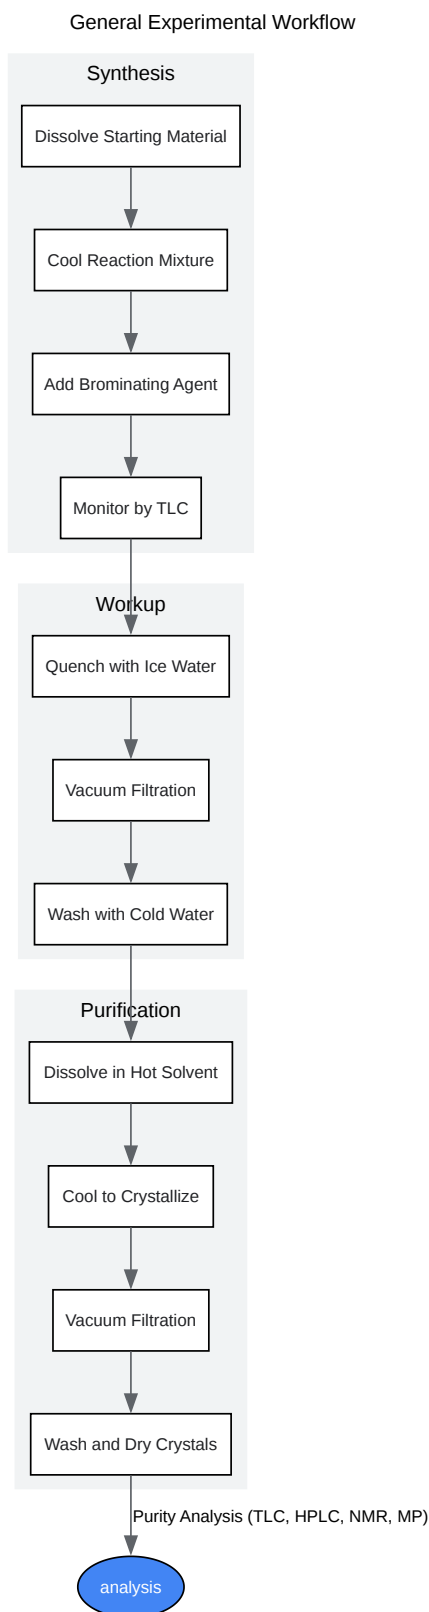 General Experimental Workflow
Synthesis
Dissolve Starting Material
Cool Reaction Mixture
Add Brominating Agent
Monitor by TLC
Workup
Quench with Ice Water
Vacuum Filtration
Wash with Cold Water
Purification
Dissolve in Hot Solvent
Cool to Crystallize
Vacuum Filtration
Wash and Dry Crystals
Purity Analysis (TLC, HPLC, NMR, MP)
analysis